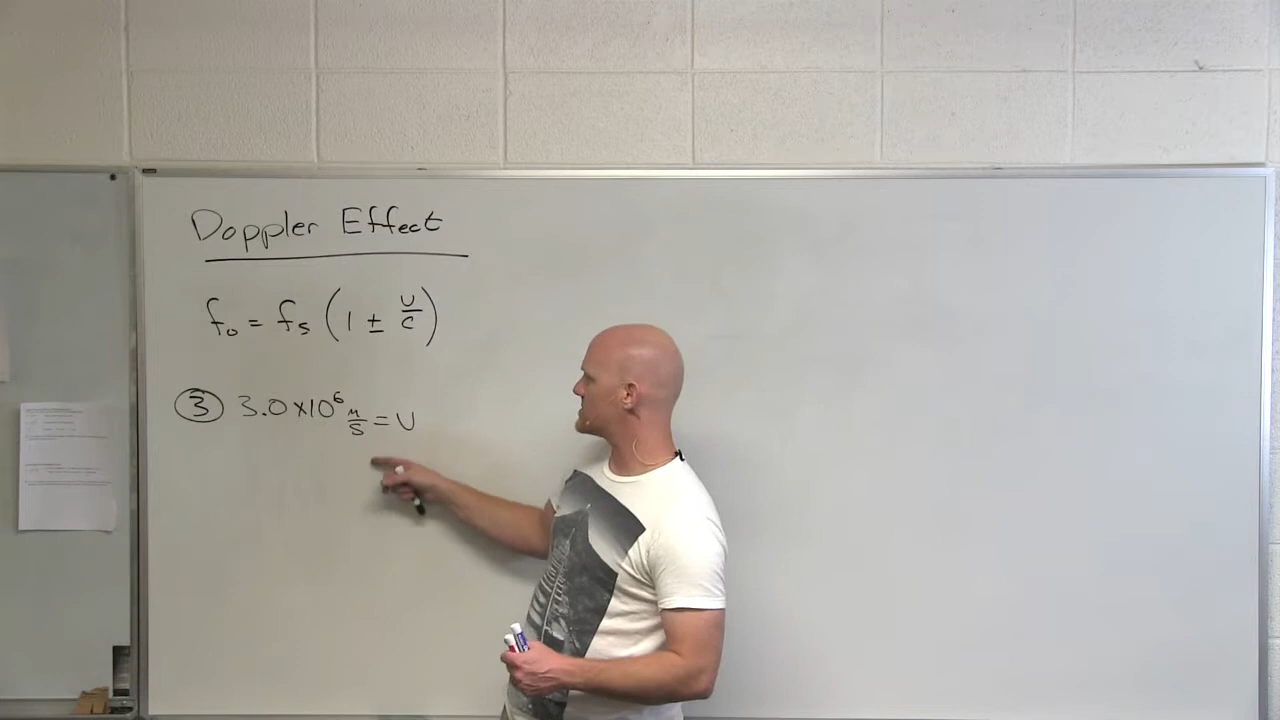 Doppler Effect
f₀ = fₛ (1 ± υ/c)
③ 3.0×10⁶ m/s = υ